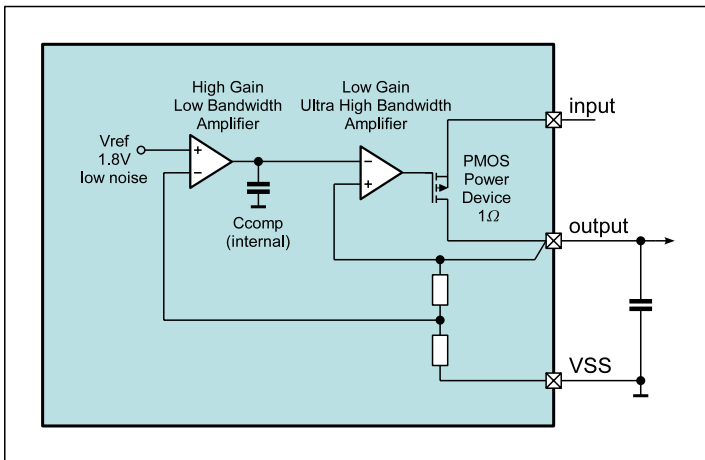 High Gain
Low Bandwidth
Amplifier
Low Gain
Ultra High Bandwidth
Amplifier
input
Vref
1.8V
low noise
+
−
−
+
PMOS
Power
Device
1Ω
Ccomp
(internal)
output
VSS